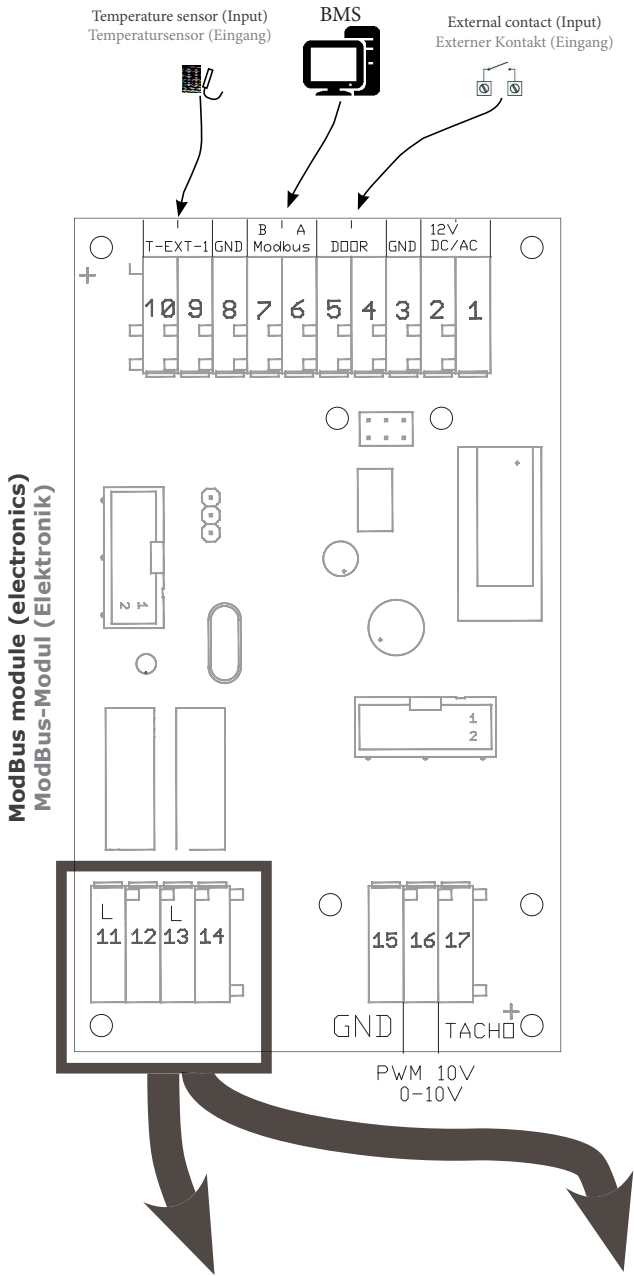 Temperature sensor (Input)
Temperatursensor (Eingang)
BMS
External contact (Input)
Externer Kontakt (Eingang)
T-EXT-1
GND
B A
Modbus
DOOR
GND
12V
DC/AC
10 9 8 7 6 5 4 3 2 1
ModBus module (electronics)
ModBus-Modul (Elektronik)
1
2
1
2
L L
11 12 13 14
15 16 17
GND
TACHO
PWM 10V
0-10V